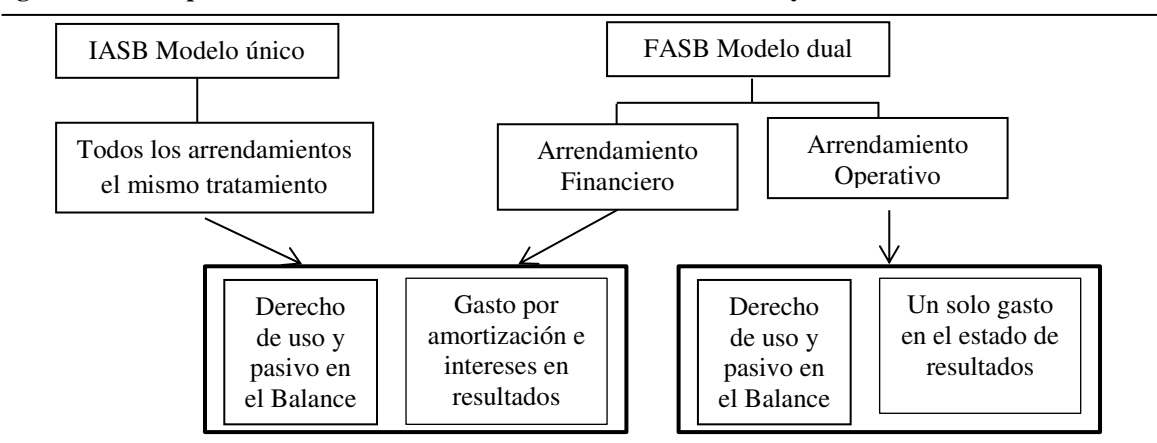 IASB Modelo único
FASB Modelo dual
Todos los arrendamientos
el mismo tratamiento
Arrendamiento
Financiero
Arrendamiento
Operativo
Derecho
de uso y
pasivo en
el Balance
Gasto por
amortización e
intereses en
resultados
Derecho
de uso y
pasivo en
el Balance
Un solo gasto
en el estado de
resultados